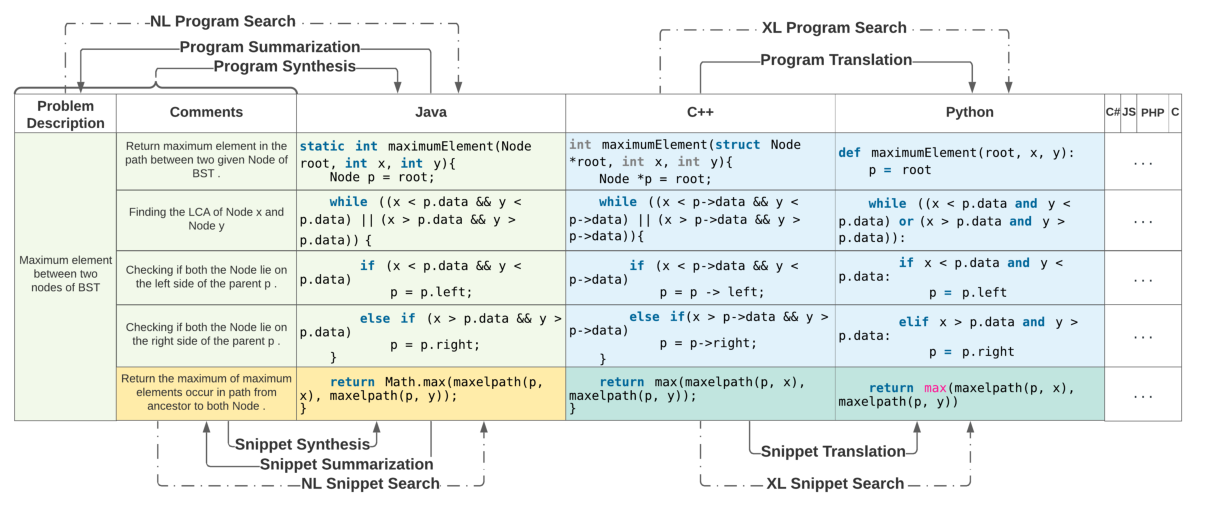 NL Program Search
Program Summarization
Program Synthesis
XL Program Search
Program Translation
Problem
Description
Comments
Java
C++
Python
C#
JS
PHP
C
Maximum element
between two
nodes of BST
Return maximum element in the
path between two given Node of
BST .
static int maximumElement(Node
root, int x, int y){
Node p = root;
int maximumElement(struct Node
*root, int x, int y){
Node *p = root;
def maximumElement(root, x, y):
p = root
...
Finding the LCA of Node x and
Node y
while ((x < p.data && y <
p.data) || (x > p.data && y >
p.data)) {
while ((x < p->data && y <
p->data) || (x > p->data && y >
p->data)){
while ((x < p.data and y <
p.data) or (x > p.data and y >
p.data)):
...
Checking if both the Node lie on
the left side of the parent p .
if (x < p.data && y <
p.data)
p = p.left;
if (x < p->data && y <
p->data)
p = p -> left;
if x < p.data and y <
p.data:
p = p.left
...
Checking if both the Node lie on
the right side of the parent p .
else if (x > p.data && y >
p.data)
p = p.right;
}
else if(x > p->data && y >
p->data)
p = p->right;
}
elif x > p.data and y >
p.data:
p = p.right
...
Return the maximum of maximum
elements occur in path from
ancestor to both Node .
return Math.max(maxelpath(p,
x), maxelpath(p, y));
}
return max(maxelpath(p, x),
maxelpath(p, y));
}
return max(maxelpath(p, x),
maxelpath(p, y))
...
Snippet Synthesis
Snippet Summarization
NL Snippet Search
Snippet Translation
XL Snippet Search